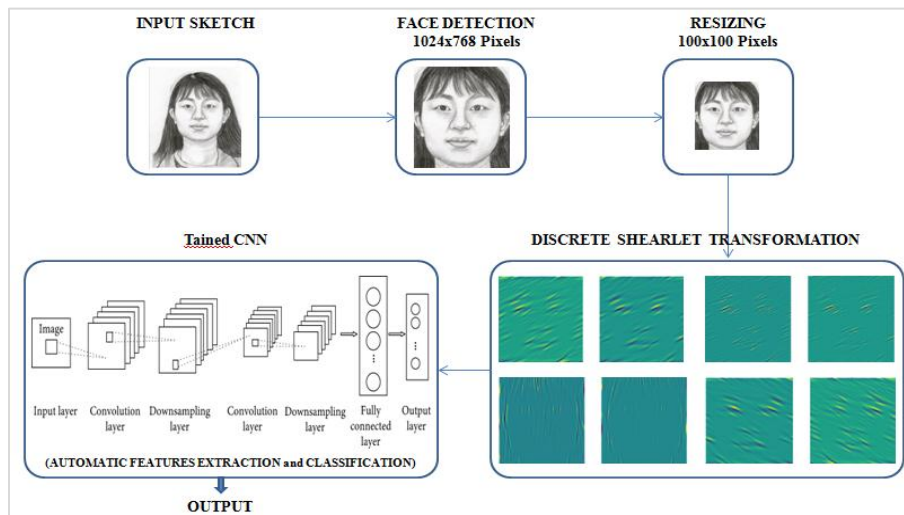 INPUT SKETCH
FACE DETECTION
1024x768 Pixels
RESIZING
100x100 Pixels
Tained CNN
DISCRETE SHEARLET TRANSFORMATION
Image
Input layer
Convolution
layer
Downsampling
layer
Convolution
layer
Downsampling
layer
Fully
connected
layer
Output
layer
(AUTOMATIC FEATURES EXTRACTION and CLASSIFICATION)
OUTPUT